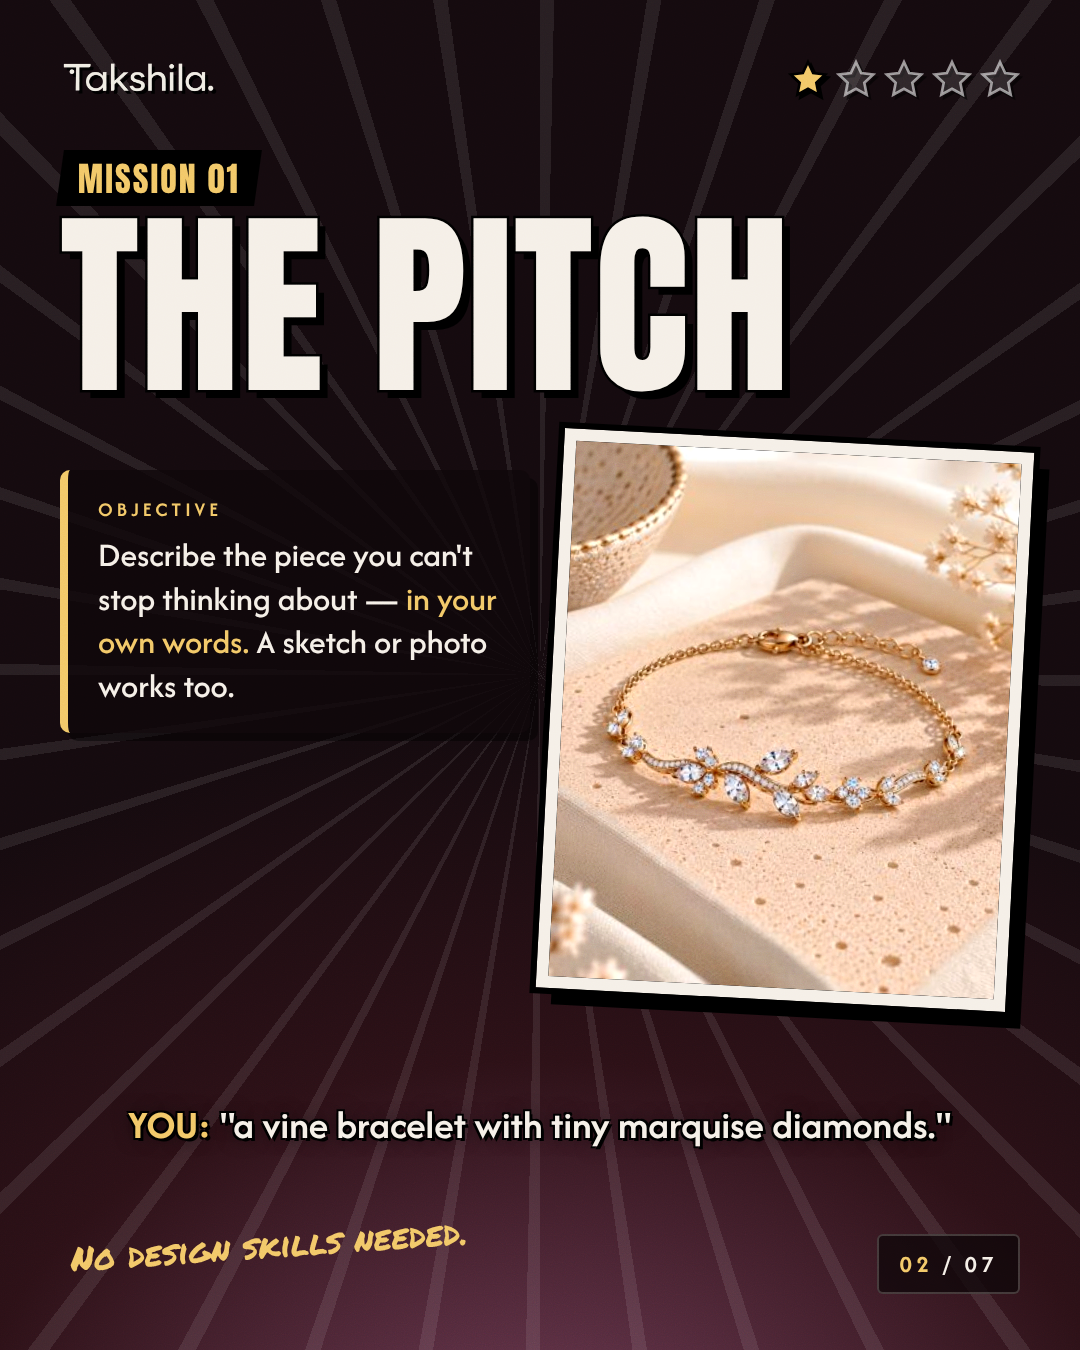 Takshila.
MISSION 01
THE PITCH
OBJECTIVE
Describe the piece you can't
stop thinking about — in your
own words. A sketch or photo
works too.
YOU: "a vine bracelet with tiny marquise diamonds."
No design skills needed.
02 / 07